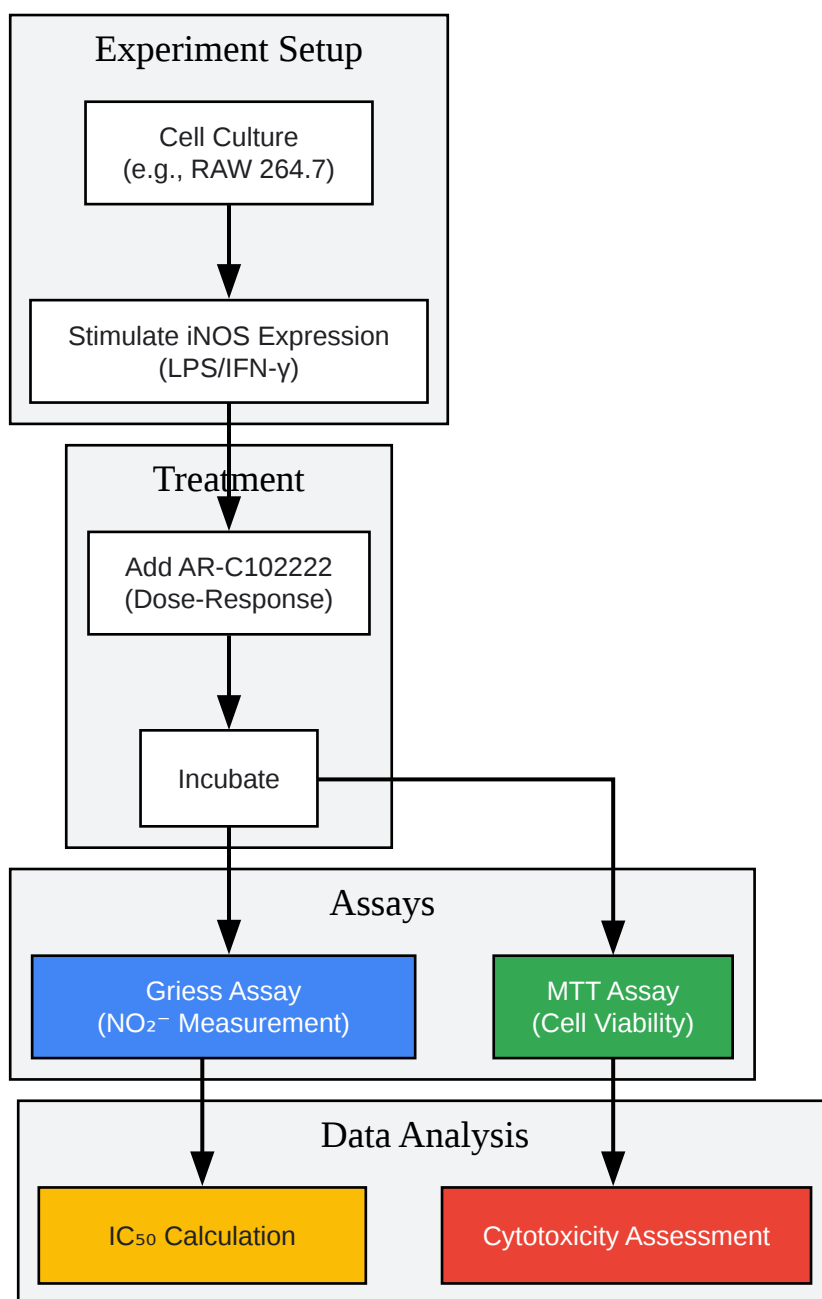 Experiment Setup
Cell Culture
(e.g., RAW 264.7)
Stimulate iNOS Expression
(LPS/IFN-γ)
Treatment
Add AR-C102222
(Dose-Response)
Incubate
Assays
Griess Assay
(NO₂⁻ Measurement)
MTT Assay
(Cell Viability)
Data Analysis
IC₅₀ Calculation
Cytotoxicity Assessment